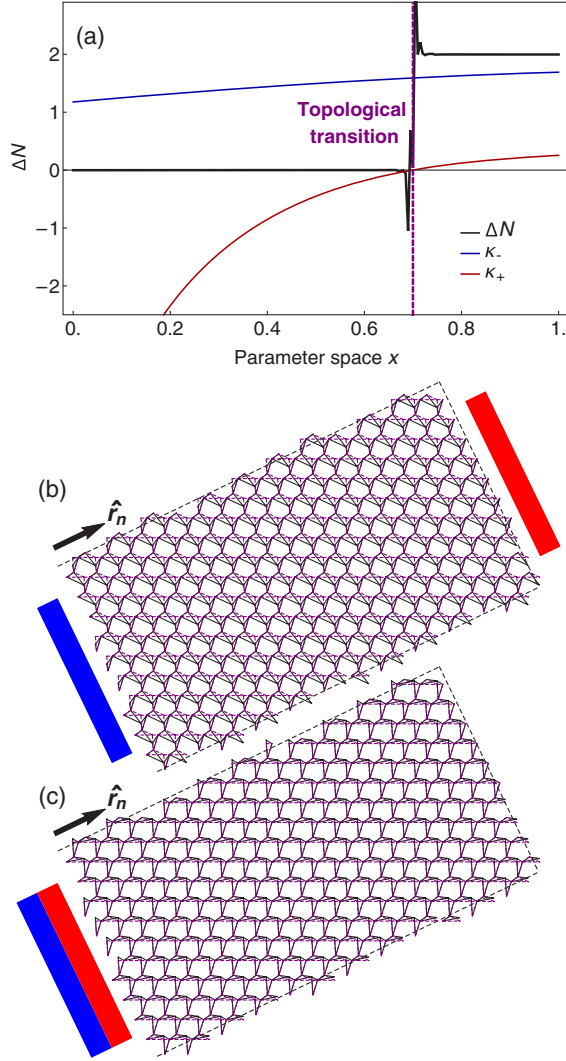 (a)
2
1
0
-1
-2
ΔN
Topological
transition
ΔN
κ-
κ+
0. 0.2 0.4 0.6 0.8 1.
Parameter space x
(b)
r̂n
(c)
r̂n